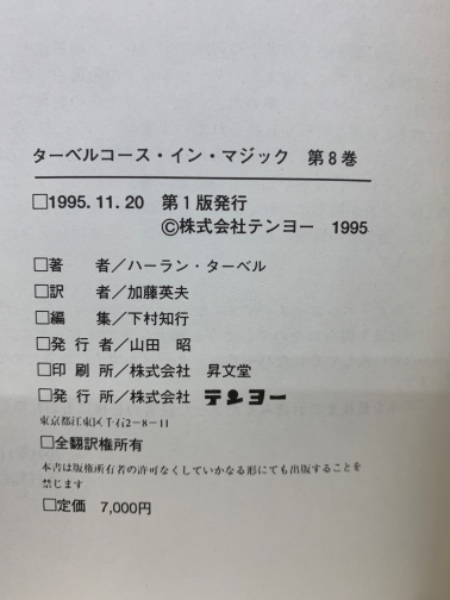 ターベルコース・イン・マジック 第8巻
□1995.11.20 第1版発行
©株式会社テンヨー 1995
□著 者/ハーラン・ターベル
□訳 者/加藤英夫
□編 集/下村知行
□発 行 者/山田 昭
□印 刷 所/株式会社 昇文堂
□発 行 所/株式会社 テンヨー
東京都江東区千石2-8-11
□全翻訳権所有
本書は版権所有者の許可なくしていかなる形にても出版することを
禁じます
□定価 7,000円